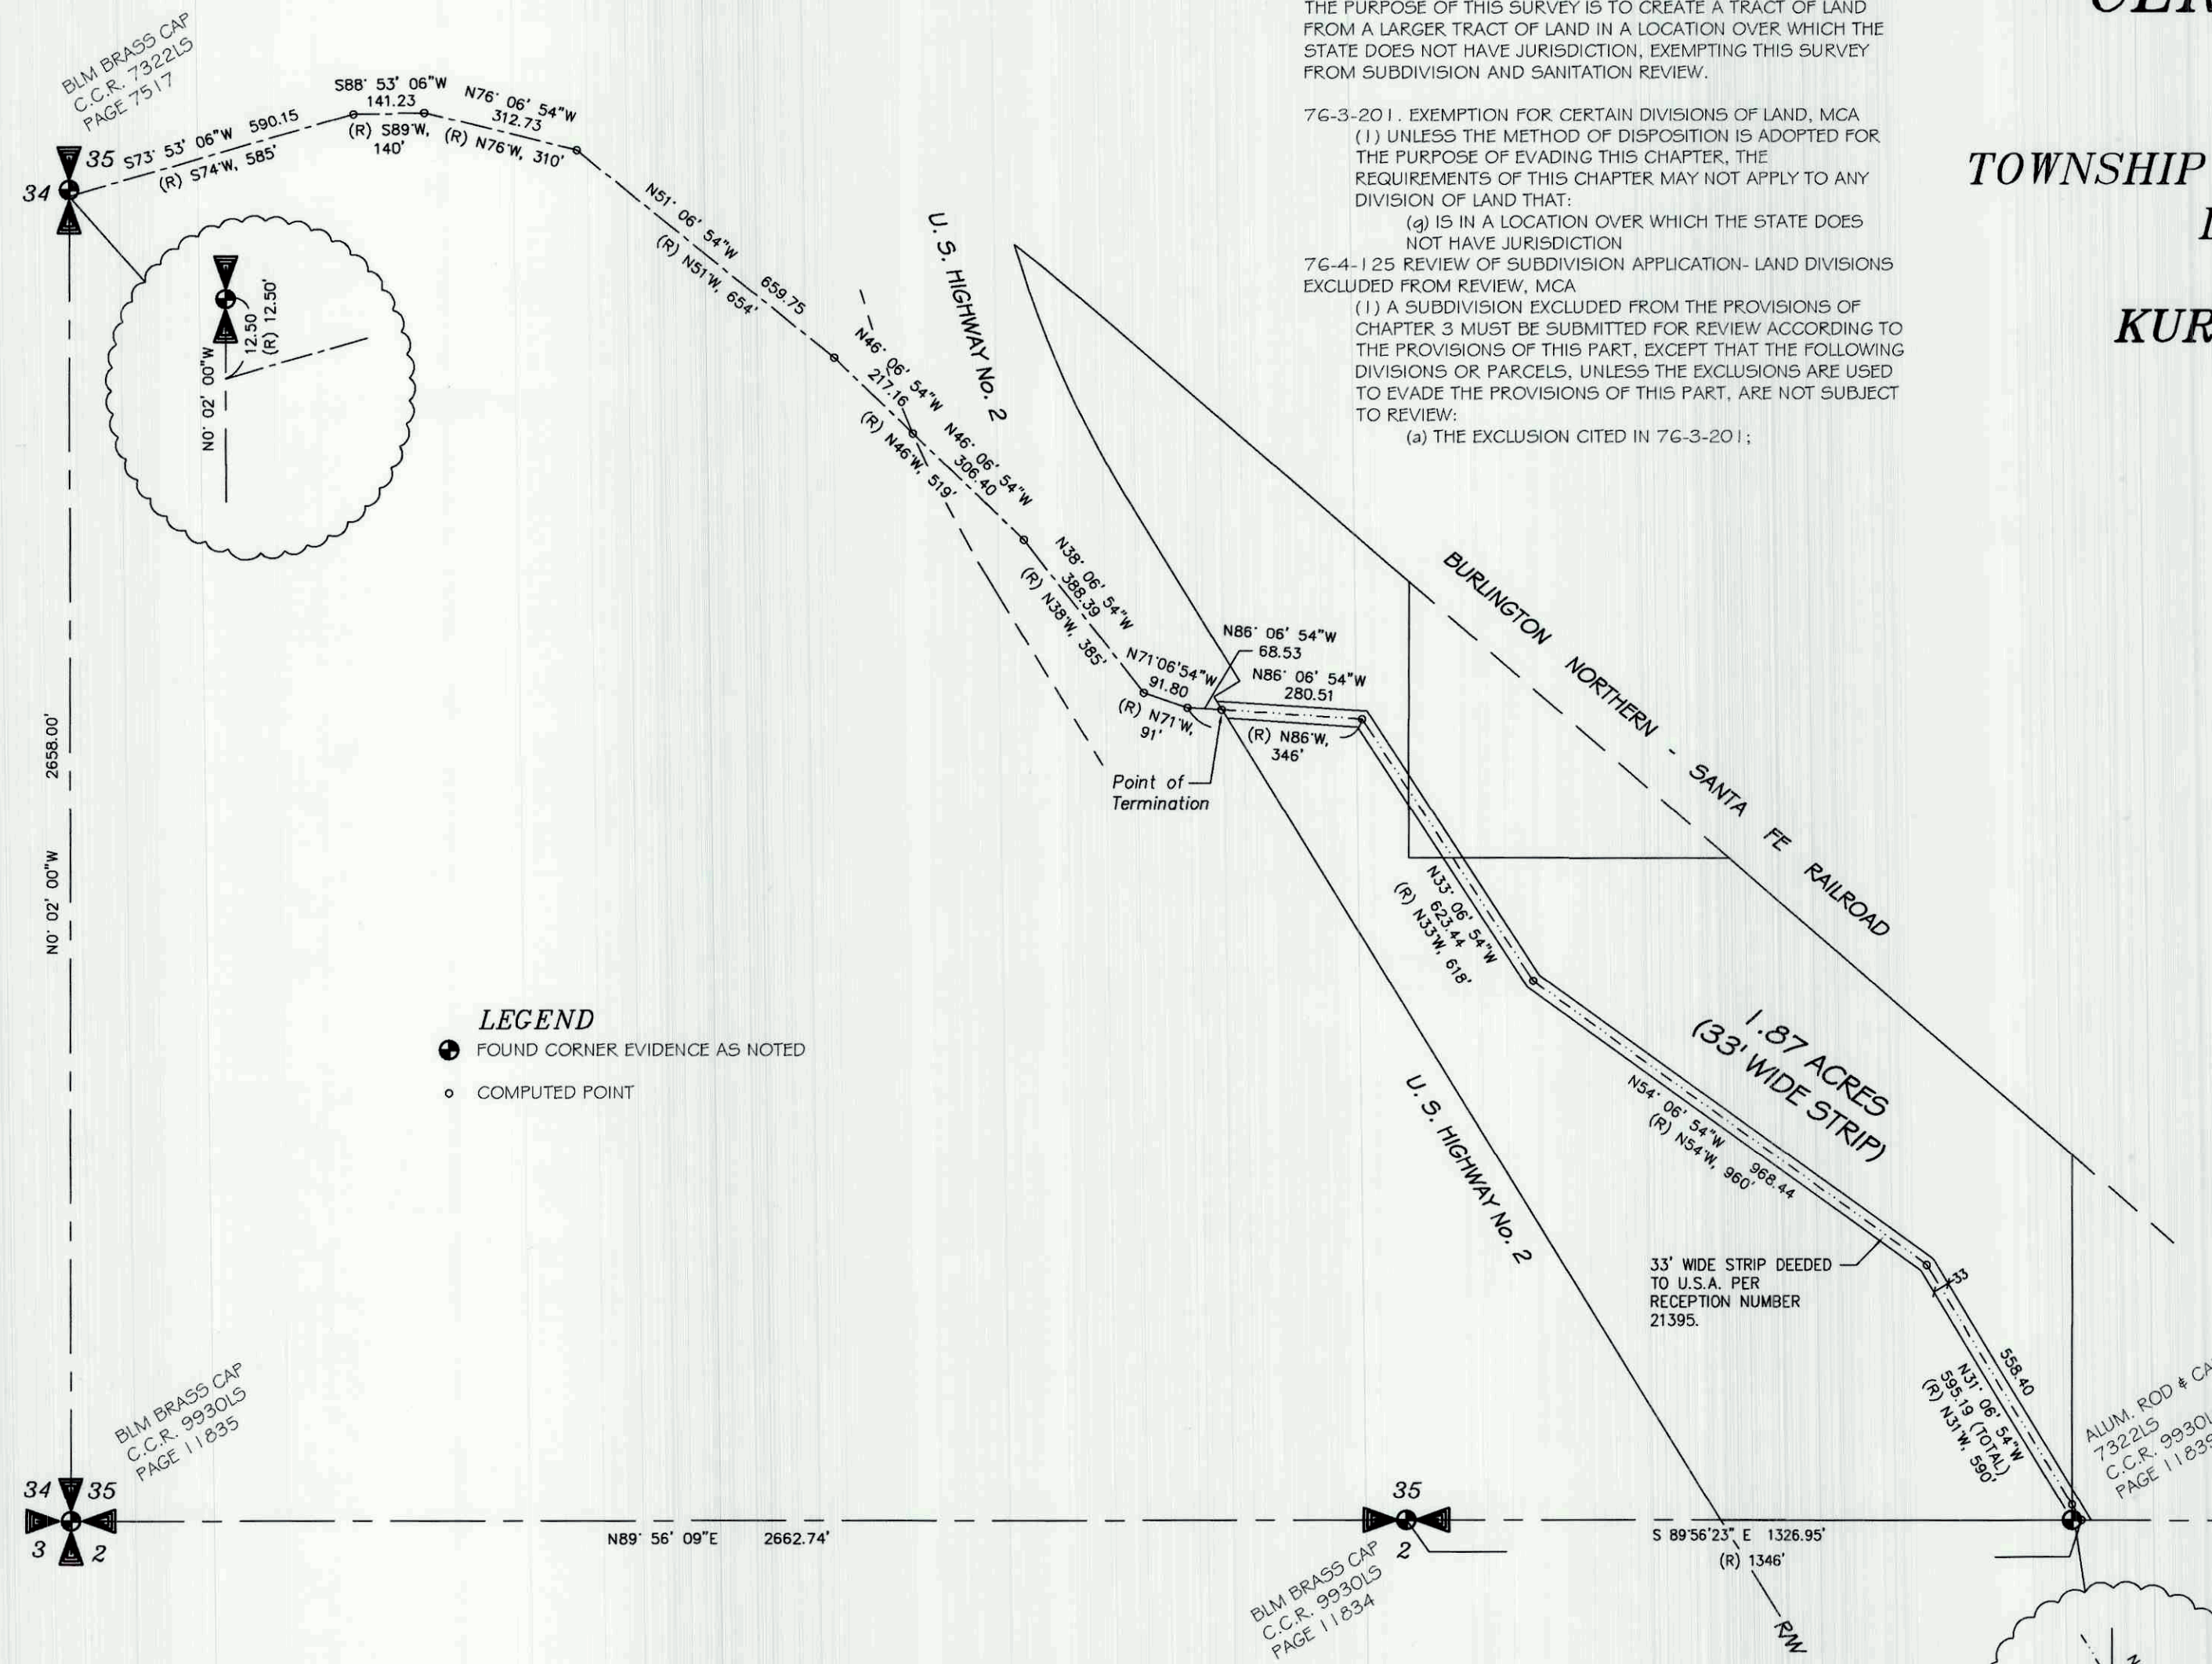 THE PURPOSE OF THIS SURVEY IS TO CREATE A TRACT OF LAND
FROM A LARGER TRACT OF LAND IN A LOCATION OVER WHICH THE
STATE DOES NOT HAVE JURISDICTION, EXEMPTING THIS SURVEY
FROM SUBDIVISION AND SANITATION REVIEW.
76-3-201. EXEMPTION FOR CERTAIN DIVISIONS OF LAND, MCA
(1) UNLESS THE METHOD OF DISPOSITION IS ADOPTED FOR
THE PURPOSE OF EVADING THIS CHAPTER, THE
REQUIREMENTS OF THIS CHAPTER MAY NOT APPLY TO ANY
DIVISION OF LAND THAT:
(g) IS IN A LOCATION OVER WHICH THE STATE DOES
NOT HAVE JURISDICTION
76-4-125 REVIEW OF SUBDIVISION APPLICATION- LAND DIVISIONS
EXCLUDED FROM REVIEW, MCA
(1) A SUBDIVISION EXCLUDED FROM THE PROVISIONS OF
CHAPTER 3 MUST BE SUBMITTED FOR REVIEW ACCORDING TO
THE PROVISIONS OF THIS PART, EXCEPT THAT THE FOLLOWING
DIVISIONS OR PARCELS, UNLESS THE EXCLUSIONS ARE USED
TO EVADE THE PROVISIONS OF THIS PART, ARE NOT SUBJECT
TO REVIEW:
(a) THE EXCLUSION CITED IN 76-3-201;
TOWNSHIP
KUR
BLM BRASS CAP
C.C.R. 7322LS
PAGE 7517
35
34
S73° 53' 06"W 590.15
(R) S74°W, 585'
S88° 53' 06"W
141.23
(R) S89°W,
140'
N76° 06' 54"W
312.73
(R) N76°W, 310'
12.50
(R) 12.50'
N0° 02' 00"W
N51° 06' 54"W 659.75
(R) N51°W, 654'
U. S. HIGHWAY No. 2
N46° 06' 54"W
217.16
N46° 06' 54"W
306.40
(R) N46°W, 519'
N38° 06' 54"W
388.39
(R) N38°W, 385'
N71°06'54"W
91.80
(R) N71°W,
91'
N86° 06' 54"W
68.53
N86° 06' 54"W
280.51
(R) N86°W,
346'
Point of
Termination
BURLINGTON NORTHERN - SANTA FE RAILROAD
N33° 06' 54"W
623.44
(R) N33°W, 618'
1.87 ACRES
(33' WIDE STRIP)
N54° 06' 54"W 968.44
(R) N54°W, 960'
U. S. HIGHWAY No. 2
33' WIDE STRIP DEEDED
TO U.S.A. PER
RECEPTION NUMBER
21395.
33
558.40
N31° 06' 54"W
595.19 (TOTAL)
(R) N31°W, 590'
ALUM. ROD & CA
7322LS
C.C.R. 9930L
PAGE 11839
N0° 02' 00"W 2658.00'
LEGEND
FOUND CORNER EVIDENCE AS NOTED
COMPUTED POINT
BLM BRASS CAP
C.C.R. 9930LS
PAGE 11835
34 35
3 2
N89° 56' 09"E 2662.74'
35
2
BLM BRASS CAP
C.C.R. 9930LS
PAGE 11834
S 89°56'23" E 1326.95'
(R) 1346'
RW